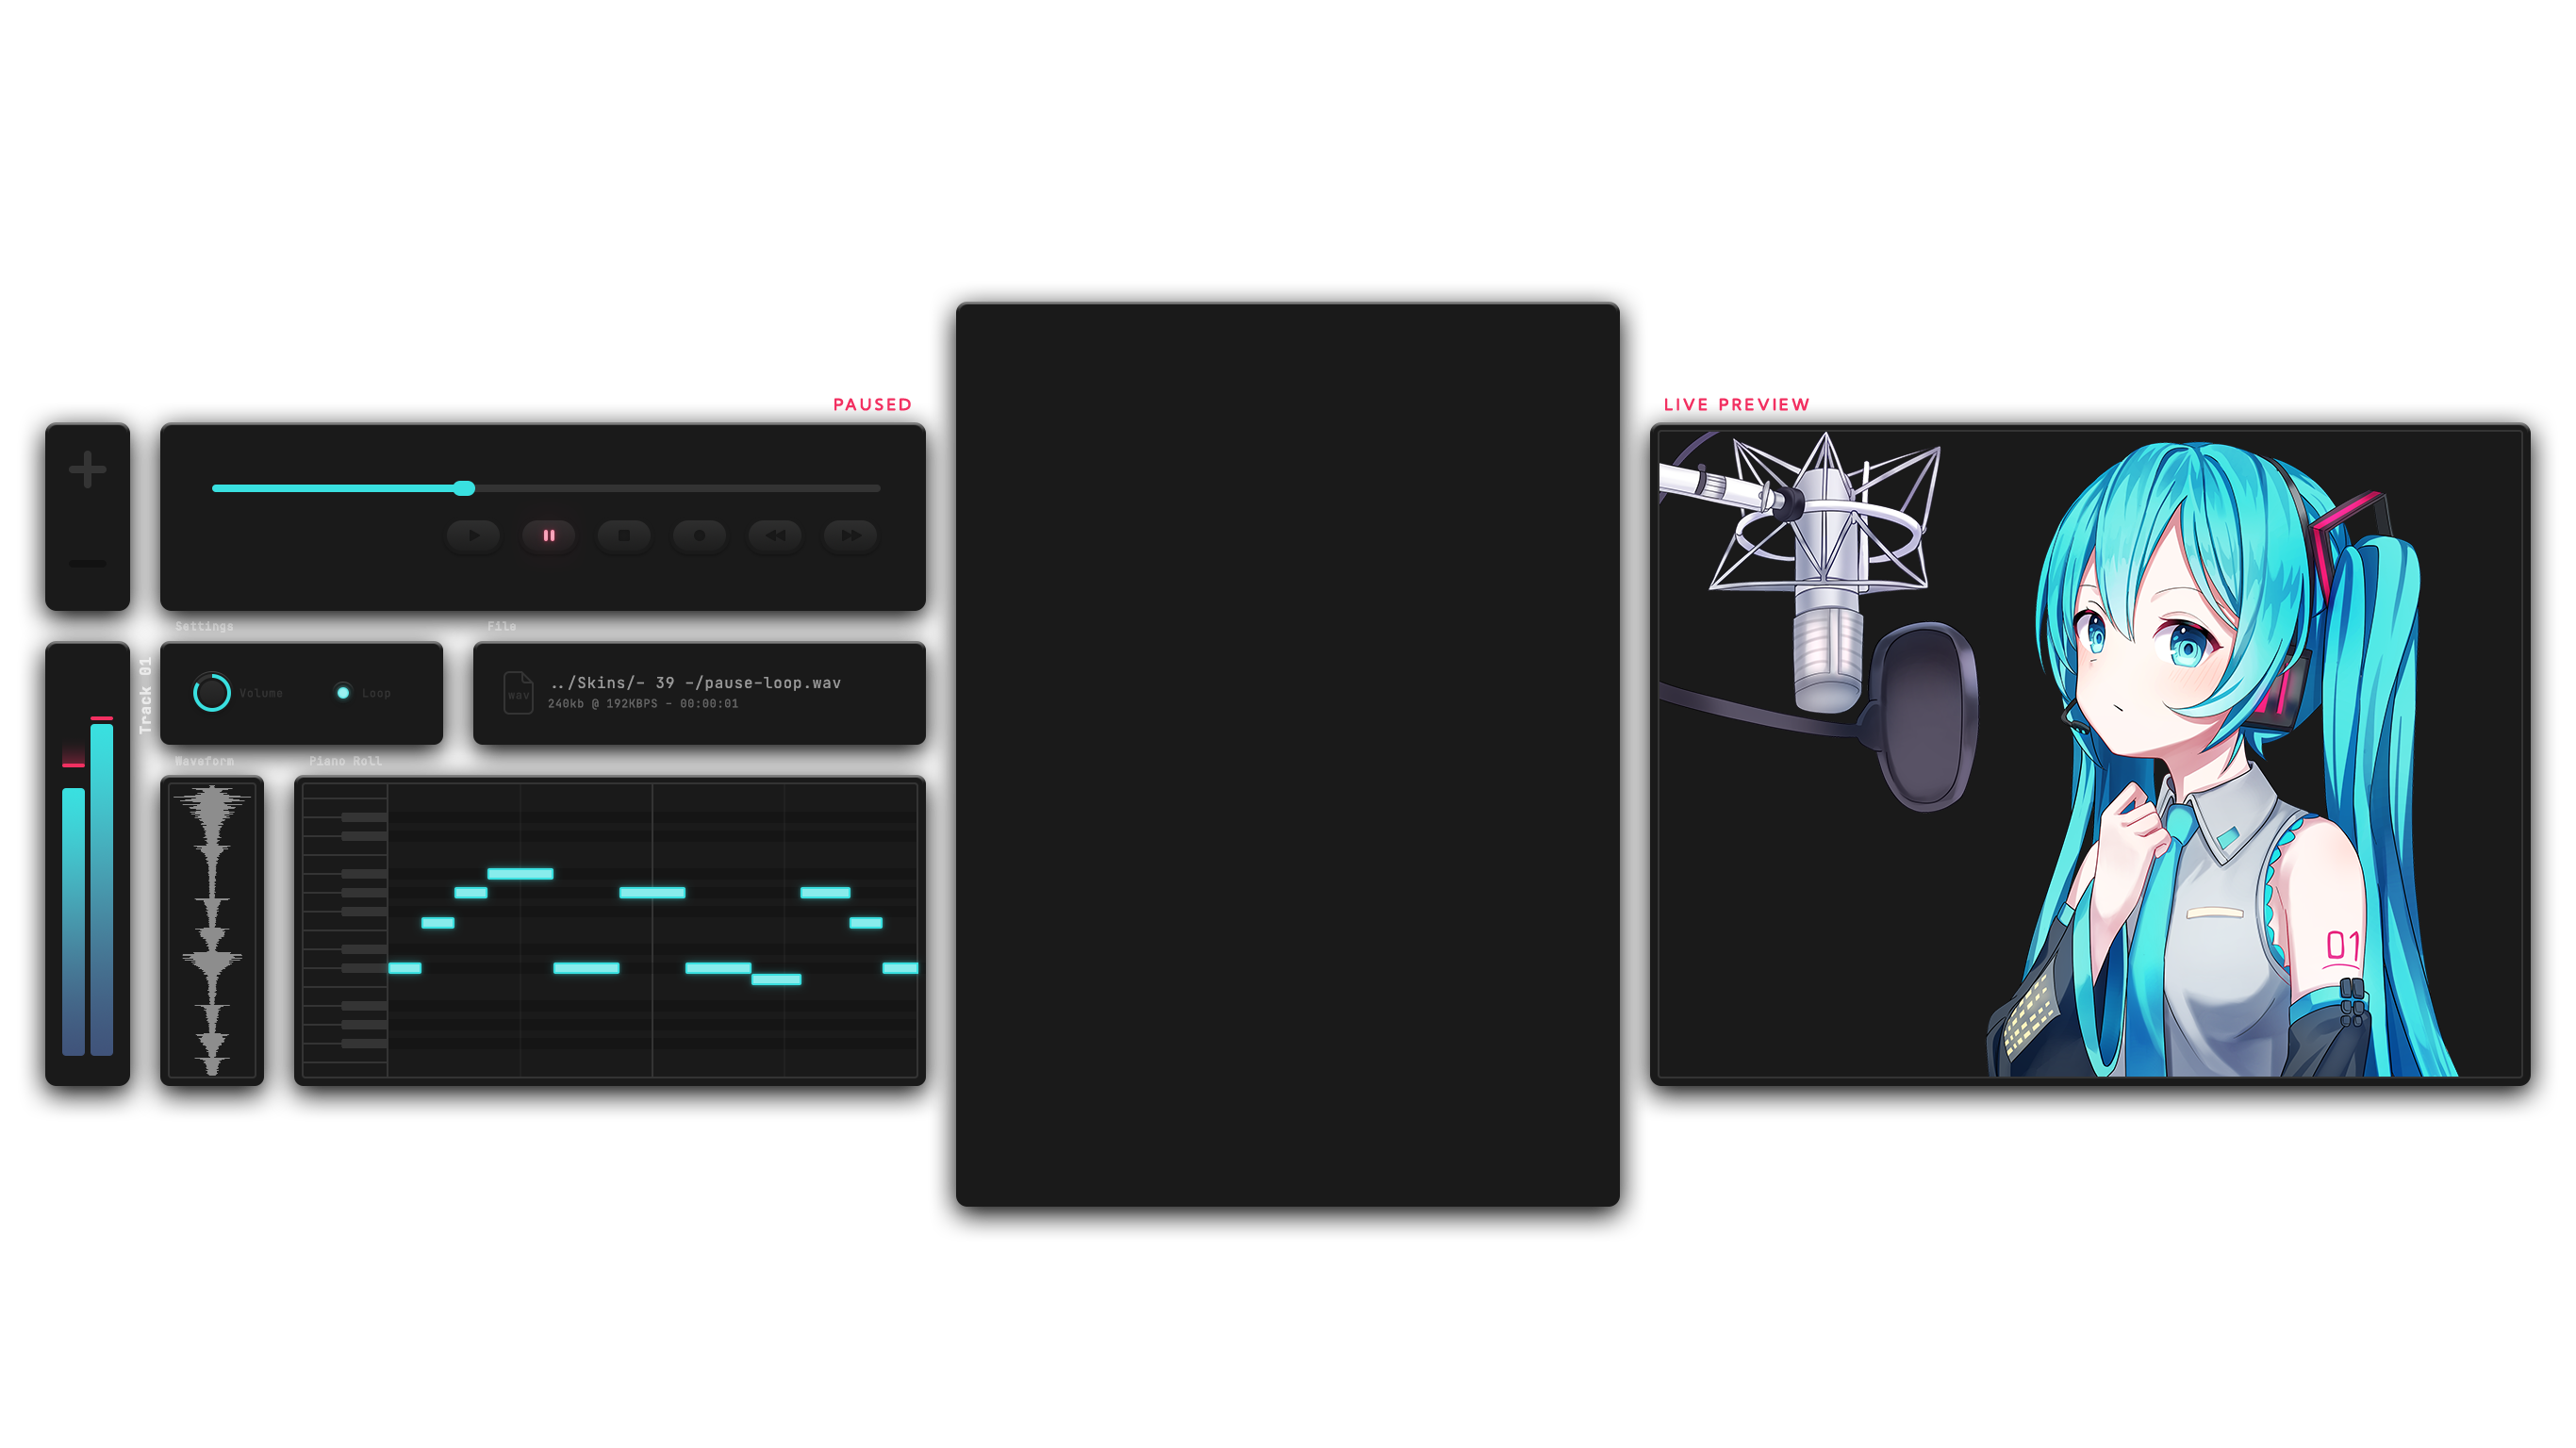 PAUSED
LIVE PREVIEW
Settings
File
Track 01
Volume
Loop
wav
../Skins/- 39 -/pause-loop.wav
240kb @ 192KBPS - 00:00:01
Waveform
Piano Roll
01